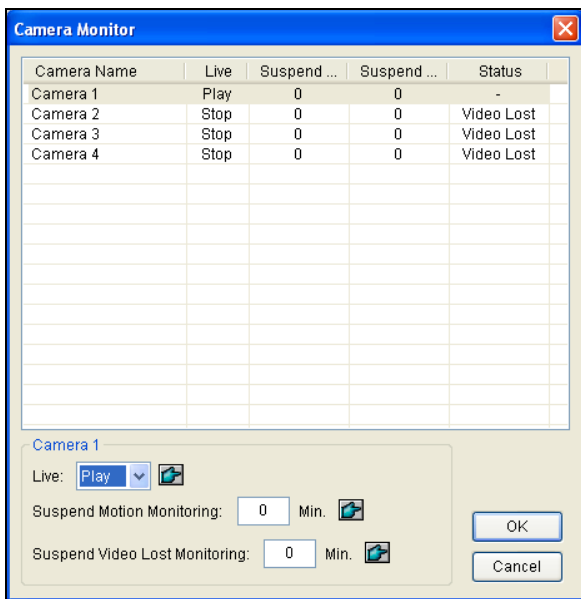 Camera Monitor
Camera Name Live Suspend ... Suspend ... Status
Camera 1 Play 0 0 -
Camera 2 Stop 0 0 Video Lost
Camera 3 Stop 0 0 Video Lost
Camera 4 Stop 0 0 Video Lost
Camera 1
Live: Play
Suspend Motion Monitoring: 0 Min.
Suspend Video Lost Monitoring: 0 Min.
OK
Cancel